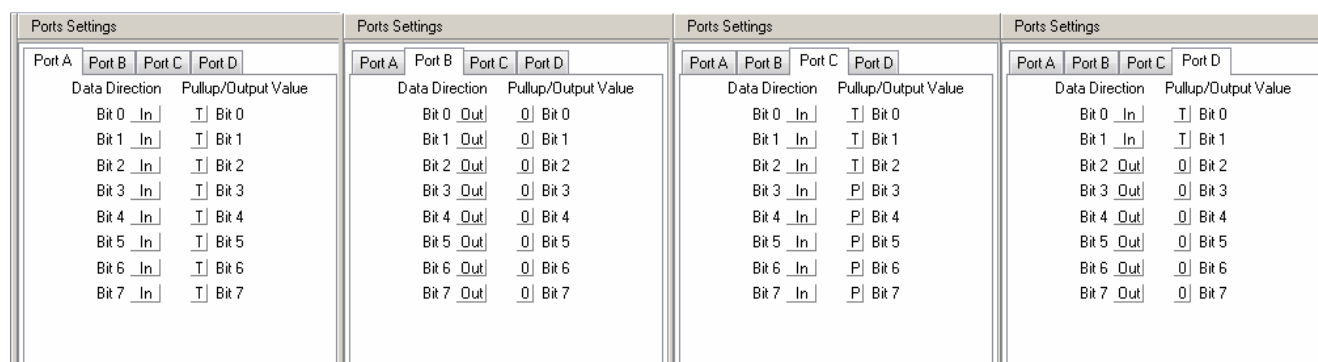 Ports Settings
Port A Port B Port C Port D
Data Direction Pullup/Output Value
Bit 0 In T Bit 0
Bit 1 In T Bit 1
Bit 2 In T Bit 2
Bit 3 In T Bit 3
Bit 4 In T Bit 4
Bit 5 In T Bit 5
Bit 6 In T Bit 6
Bit 7 In T Bit 7
Ports Settings
Port A Port B Port C Port D
Data Direction Pullup/Output Value
Bit 0 Out 0 Bit 0
Bit 1 Out 0 Bit 1
Bit 2 Out 0 Bit 2
Bit 3 Out 0 Bit 3
Bit 4 Out 0 Bit 4
Bit 5 Out 0 Bit 5
Bit 6 Out 0 Bit 6
Bit 7 Out 0 Bit 7
Ports Settings
Port A Port B Port C Port D
Data Direction Pullup/Output Value
Bit 0 In T Bit 0
Bit 1 In T Bit 1
Bit 2 In T Bit 2
Bit 3 In P Bit 3
Bit 4 In P Bit 4
Bit 5 In P Bit 5
Bit 6 In P Bit 6
Bit 7 In P Bit 7
Ports Settings
Port A Port B Port C Port D
Data Direction Pullup/Output Value
Bit 0 In T Bit 0
Bit 1 In T Bit 1
Bit 2 Out 0 Bit 2
Bit 3 Out 0 Bit 3
Bit 4 Out 0 Bit 4
Bit 5 Out 0 Bit 5
Bit 6 Out 0 Bit 6
Bit 7 Out 0 Bit 7